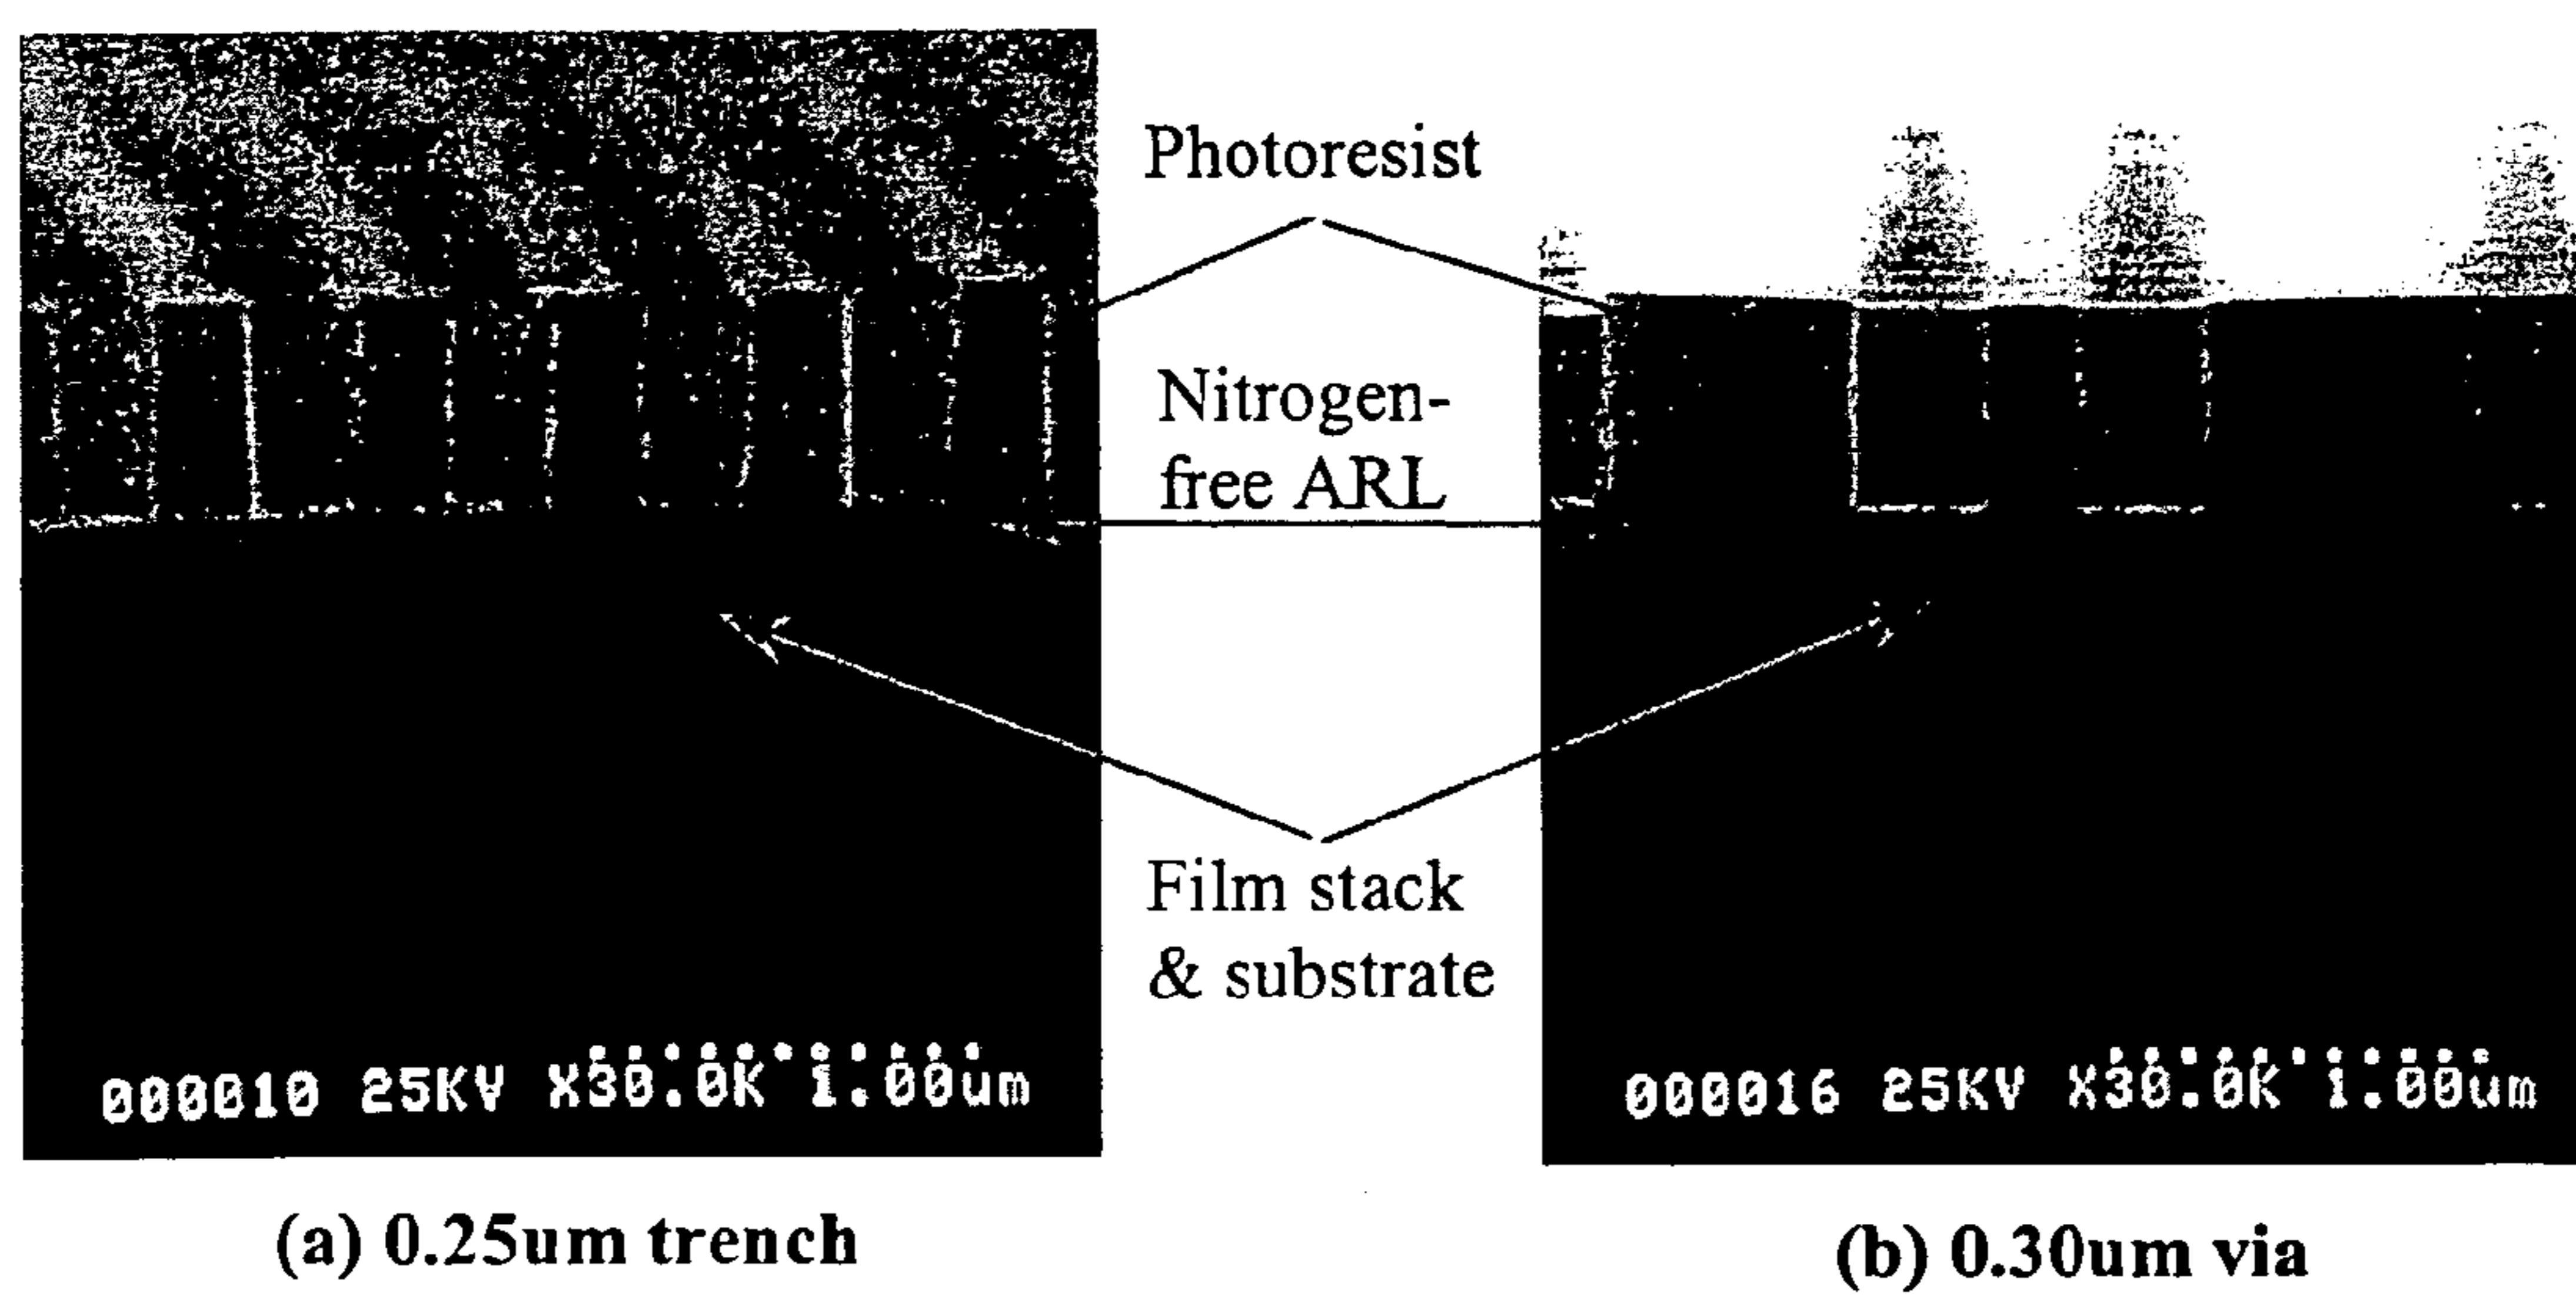 Photoresist
Nitrogen-
free ARL
Film stack
& substrate
000010 25KV X30.0K 1.00um
000016 25KV X30.0K 1.00um
(a) 0.25um trench
(b) 0.30um via